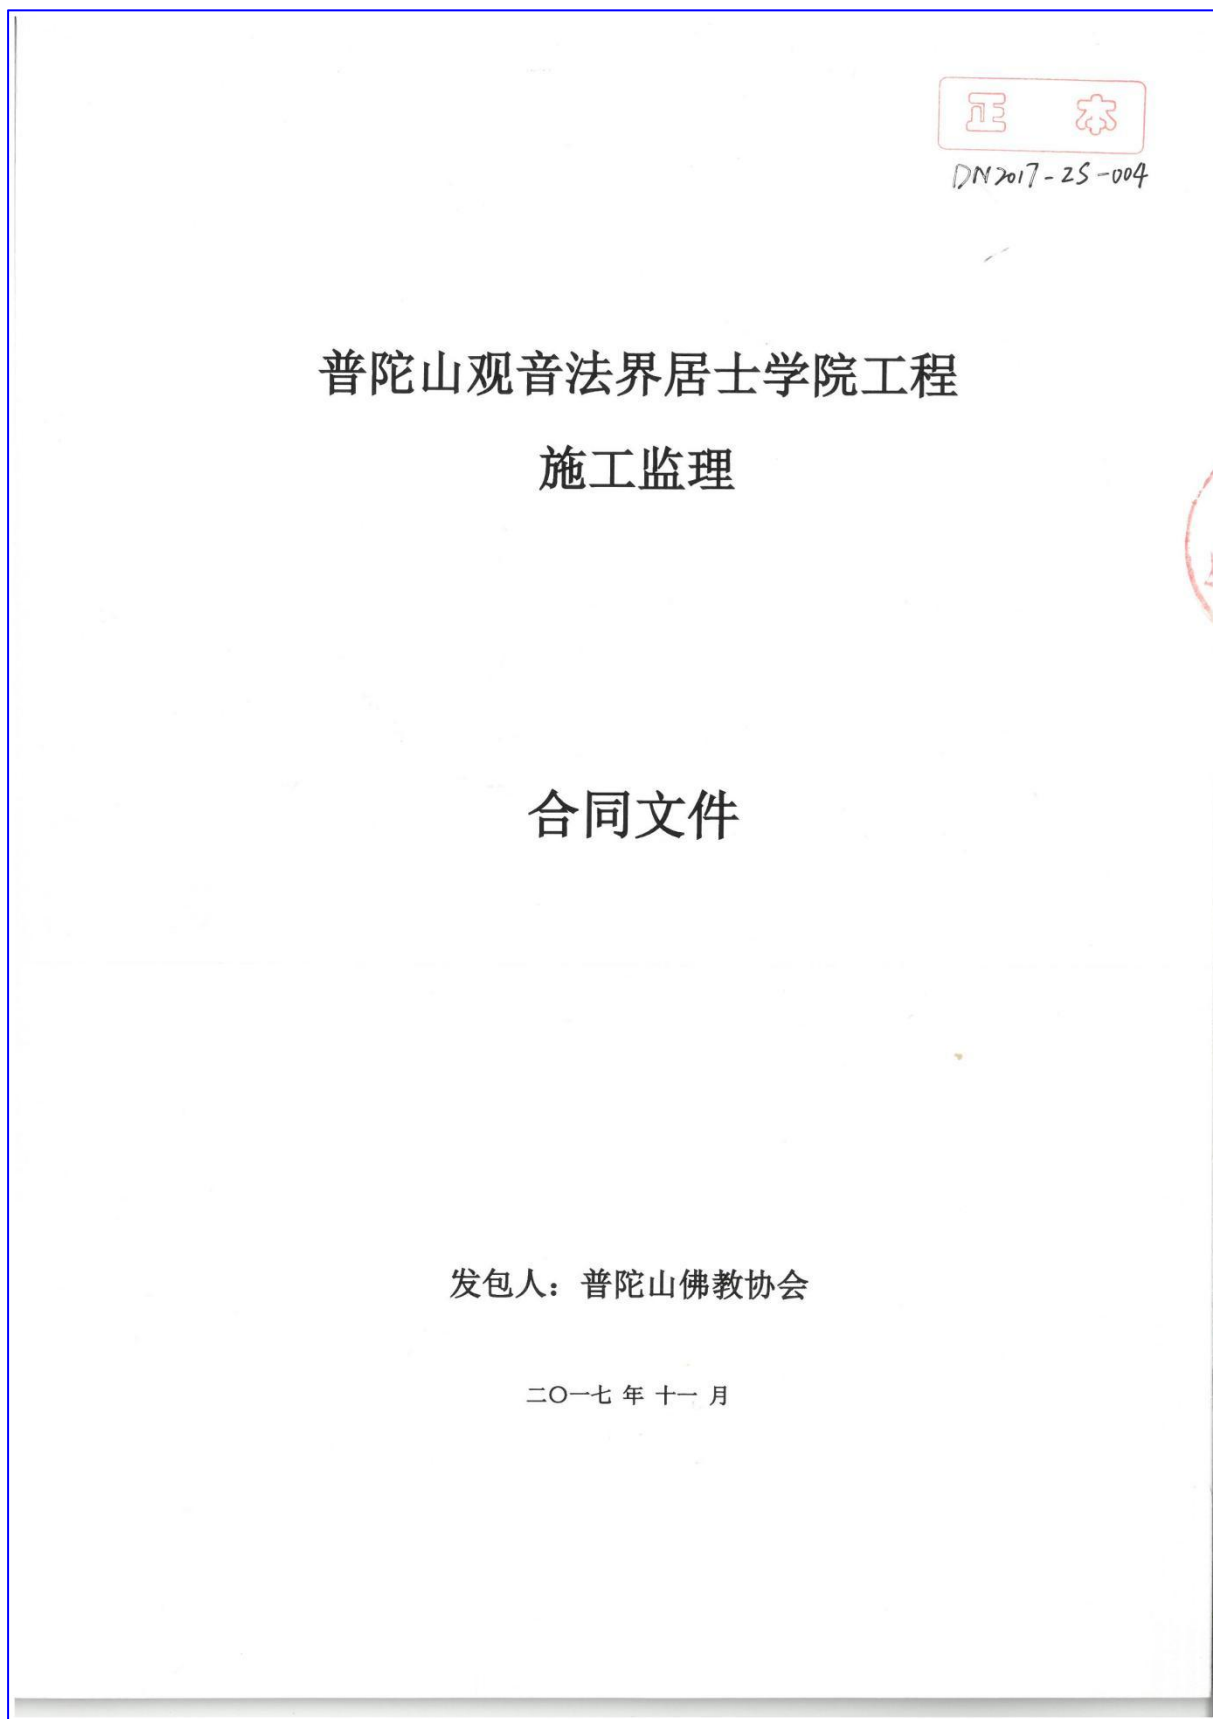 正 本
DN2017-ZS-004
普陀山观音法界居士学院工程
施工监理
合同文件
发包人：普陀山佛教协会
二〇一七 年 十一 月